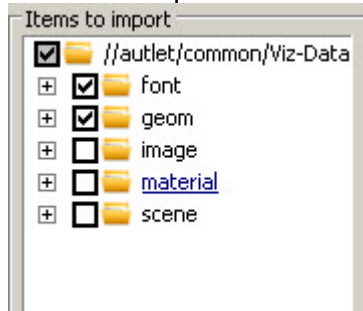 Items to import
//autlet/common/Viz-Data
font
geom
image
material
scene